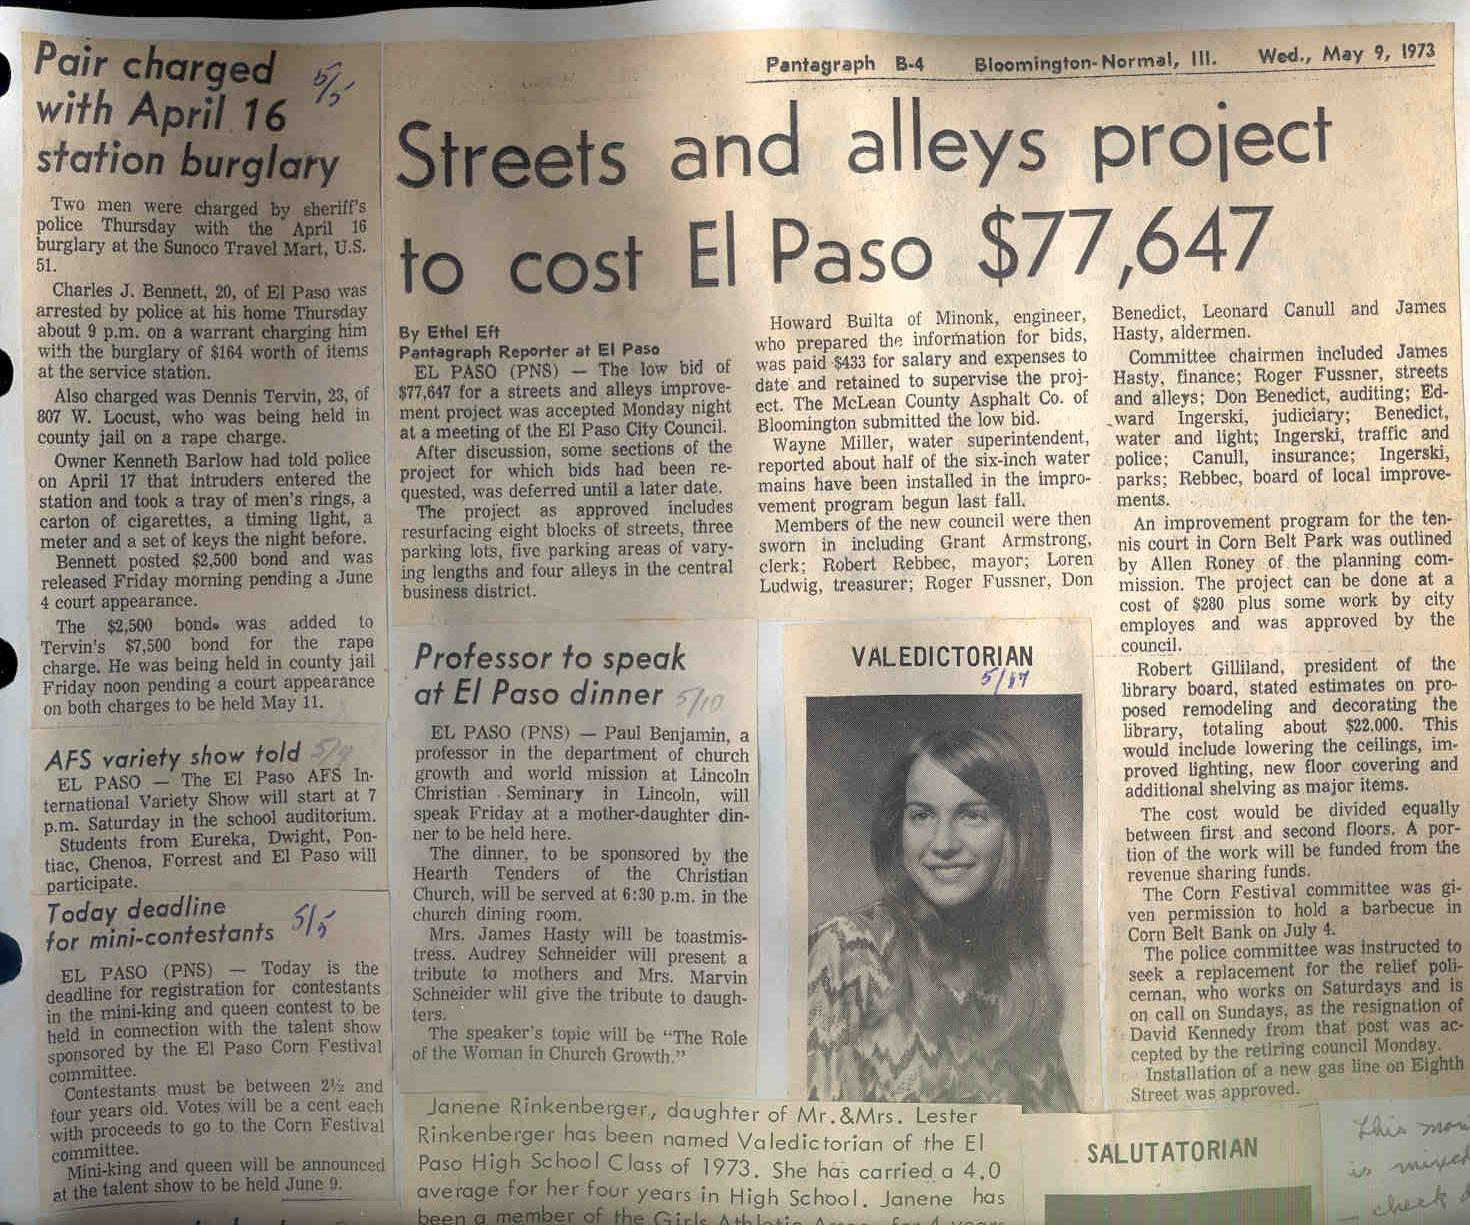 Pair charged
with April 16
station burglary
5/5
Two men were charged by sheriff's
police Thursday with the April 16
burglary at the Sunoco Travel Mart, U.S.
51.
Charles J. Bennett, 20, of El Paso was
arrested by police at his home Thursday
about 9 p.m. on a warrant charging him
with the burglary of $164 worth of items
at the service station.
Also charged was Dennis Tervin, 23, of
807 W. Locust, who was being held in
county jail on a rape charge.
Owner Kenneth Barlow had told police
on April 17 that intruders entered the
station and took a tray of men's rings, a
carton of cigarettes, a timing light, a
meter and a set of keys the night before.
Bennett posted $2,500 bond and was
released Friday morning pending a June
4 court appearance.
The $2,500 bond was added to
Tervin's $7,500 bond for the rape
charge. He was being held in county jail
Friday noon pending a court appearance
on both charges to be held May 11.
AFS variety show told
EL PASO — The El Paso AFS In-
ternational Variety Show will start at 7
p.m. Saturday in the school auditorium.
Students from Eureka, Dwight, Pon-
tiac, Chenoa, Forrest and El Paso will
participate.
Today deadline
for mini-contestants
5/5
EL PASO (PNS) — Today is the
deadline for registration for contestants
in the mini-king and queen contest to be
held in connection with the talent show
sponsored by the El Paso Corn Festival
committee.
Contestants must be between 2½ and
four years old. Votes will be a cent each
with proceeds to go to the Corn Festival
committee.
Mini-king and queen will be announced
at the talent show to be held June 9.
Pantagraph B-4 Bloomington-Normal, Ill. Wed., May 9, 1973
Streets and alleys project
to cost El Paso $77,647
By Ethel Eft
Pantagraph Reporter at El Paso
EL PASO (PNS) — The low bid of
$77,647 for a streets and alleys improve-
ment project was accepted Monday night
at a meeting of the El Paso City Council.
After discussion, some sections of the
project for which bids had been re-
quested, was deferred until a later date.
The project as approved includes
resurfacing eight blocks of streets, three
parking lots, five parking areas of vary-
ing lengths and four alleys in the central
business district.
Howard Builta of Minonk, engineer,
who prepared the information for bids,
was paid $433 for salary and expenses to
date and retained to supervise the proj-
ect. The McLean County Asphalt Co. of
Bloomington submitted the low bid.
Wayne Miller, water superintendent,
reported about half of the six-inch water
mains have been installed in the impro-
vement program begun last fall.
Members of the new council were then
sworn in including Grant Armstrong,
clerk; Robert Rebbec, mayor; Loren
Ludwig, treasurer; Roger Fussner, Don
Benedict, Leonard Canull and James
Hasty, aldermen.
Committee chairmen included James
Hasty, finance; Roger Fussner, streets
and alleys; Don Benedict, auditing; Ed-
ward Ingerski, judiciary; Benedict,
water and light; Ingerski, traffic and
police; Canull, insurance; Ingerski,
parks; Rebbec, board of local improve-
ments.
An improvement program for the ten-
nis court in Corn Belt Park was outlined
by Allen Roney of the planning com-
mission. The project can be done at a
cost of $280 plus some work by city
employes and was approved by the
council.
Robert Gilliland, president of the
library board, stated estimates on pro-
posed remodeling and decorating the
library, totaling about $22.000. This
would include lowering the ceilings, im-
proved lighting, new floor covering and
additional shelving as major items.
The cost would be divided equally
between first and second floors. A por-
tion of the work will be funded from the
revenue sharing funds.
The Corn Festival committee was gi-
ven permission to hold a barbecue in
Corn Belt Bank on July 4.
The police committee was instructed to
seek a replacement for the relief poli-
ceman, who works on Saturdays and is
on call on Sundays, as the resignation of
David Kennedy from that post was ac-
cepted by the retiring council Monday.
Installation of a new gas line on Eighth
Street was approved.
Professor to speak
at El Paso dinner
5/10
EL PASO (PNS) — Paul Benjamin, a
professor in the department of church
growth and world mission at Lincoln
Christian Seminary in Lincoln, will
speak Friday at a mother-daughter din-
ner to be held here.
The dinner, to be sponsored by the
Hearth Tenders of the Christian
Church, will be served at 6:30 p.m. in the
church dining room.
Mrs. James Hasty will be toastmis-
tress. Audrey Schneider will present a
tribute to mothers and Mrs. Marvin
Schneider wlil give the tribute to daugh-
ters.
The speaker's topic will be "The Role
of the Woman in Church Growth."
VALEDICTORIAN
Janene Rinkenberger, daughter of Mr.&Mrs. Lester
Rinkenberger has been named Valedictorian of the El
Paso High School Class of 1973. She has carried a 4.0
average for her four years in High School. Janene has
been a member of the Girls
SALUTATORIAN
this
is mixed
check